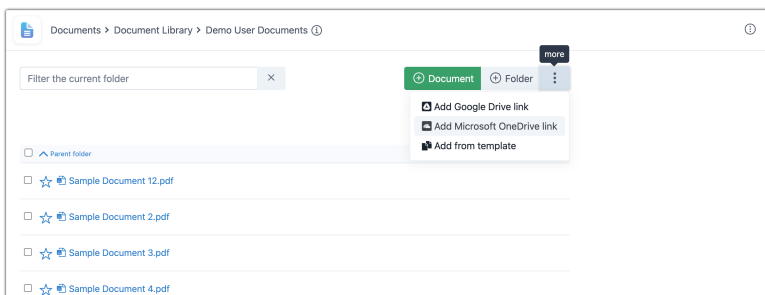 Documents > Document Library > Demo User Documents
more
Filter the current folder
Document
Folder
Add Google Drive link
Add Microsoft OneDrive link
Add from template
Parent folder
Sample Document 12.pdf
Sample Document 2.pdf
Sample Document 3.pdf
Sample Document 4.pdf